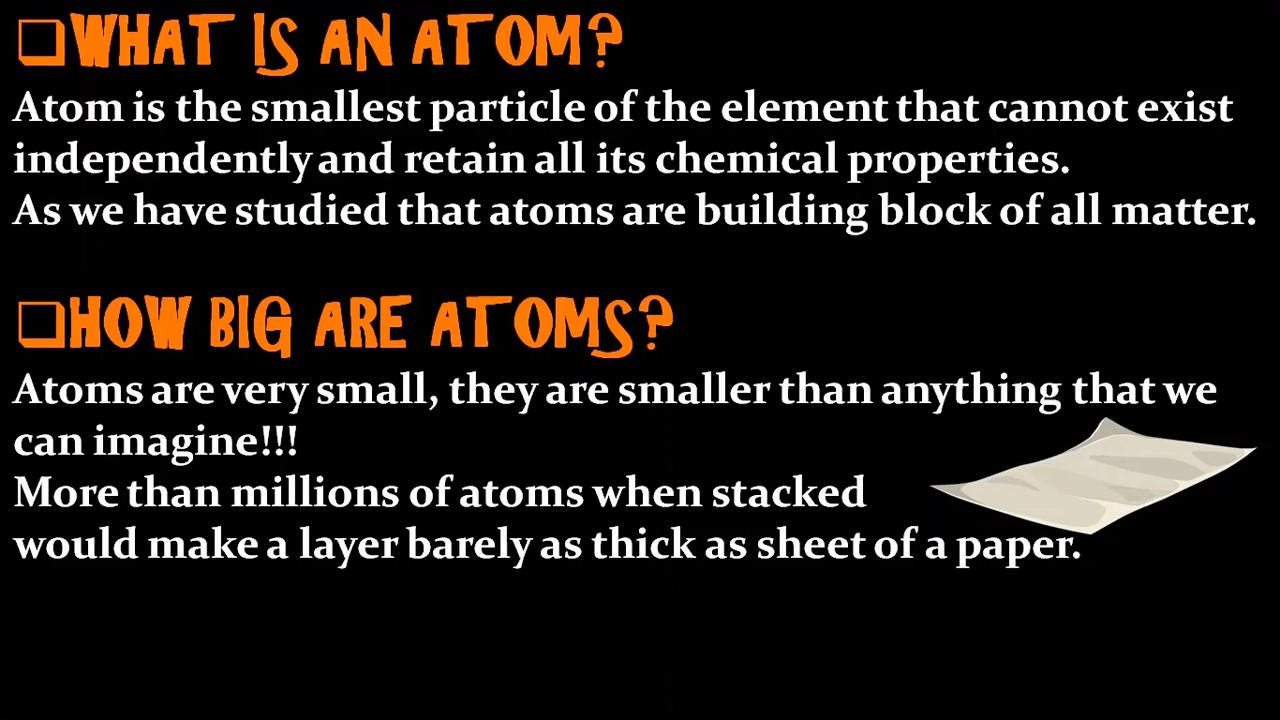 ❑WHAT IS AN ATOM?
Atom is the smallest particle of the element that cannot exist
independently and retain all its chemical properties.
As we have studied that atoms are building block of all matter.
❑HOW BIG ARE ATOMS?
Atoms are very small, they are smaller than anything that we
can imagine!!!
More than millions of atoms when stacked
would make a layer barely as thick as sheet of a paper.